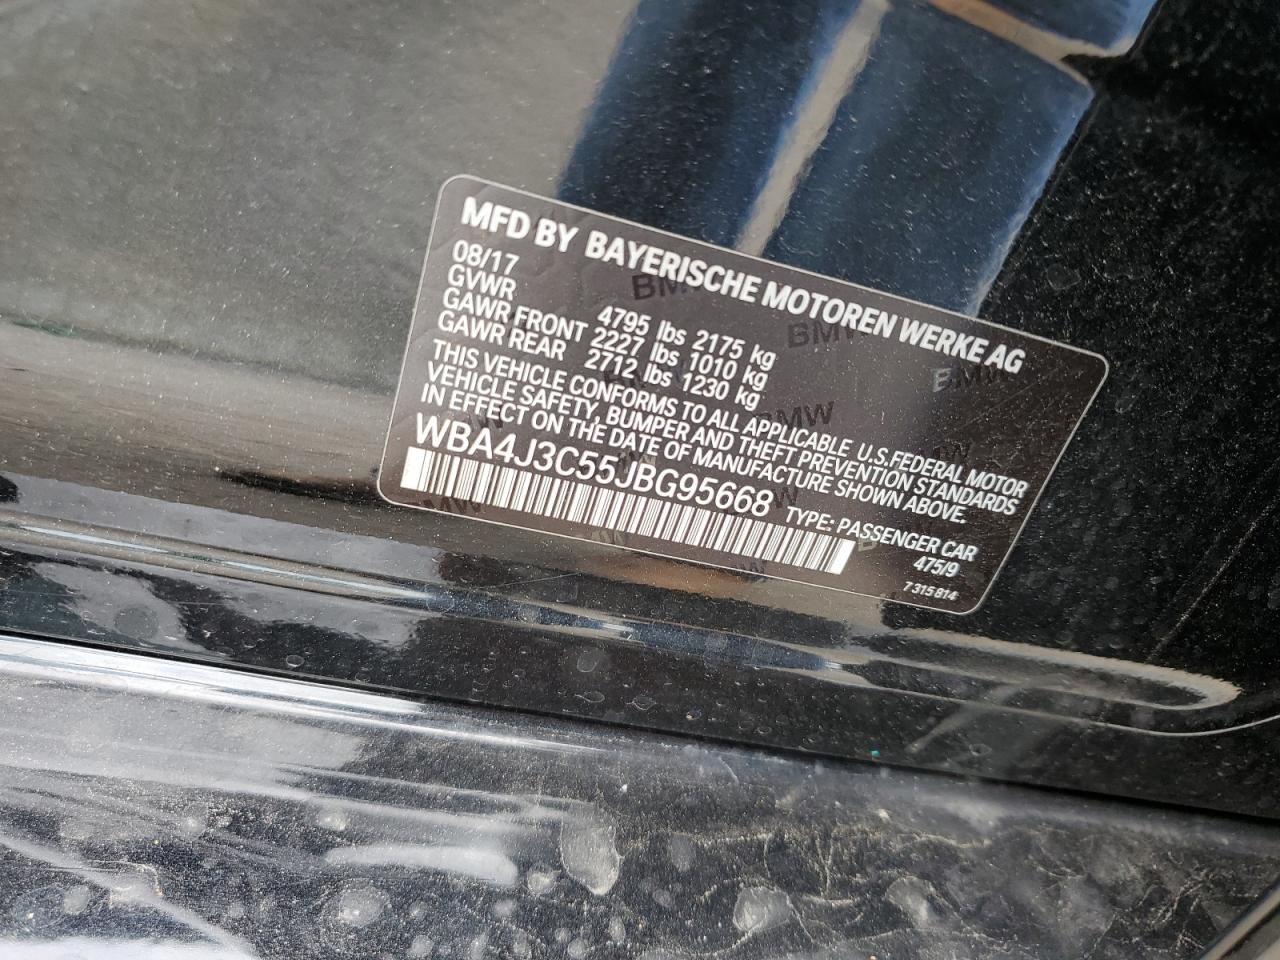 MFD BY BAYERISCHE MOTOREN WERKE AG
08/17
GVWR 4795 lbs 2175 kg
GAWR FRONT 2227 lbs 1010 kg
GAWR REAR 2712 lbs 1230 kg
THIS VEHICLE CONFORMS TO ALL APPLICABLE U.S.FEDERAL MOTOR
VEHICLE SAFETY, BUMPER AND THEFT PREVENTION STANDARDS
IN EFFECT ON THE DATE OF MANUFACTURE SHOWN ABOVE.
WBA4J3C55JBG95668 TYPE: PASSENGER CAR
475/9
7 315 814